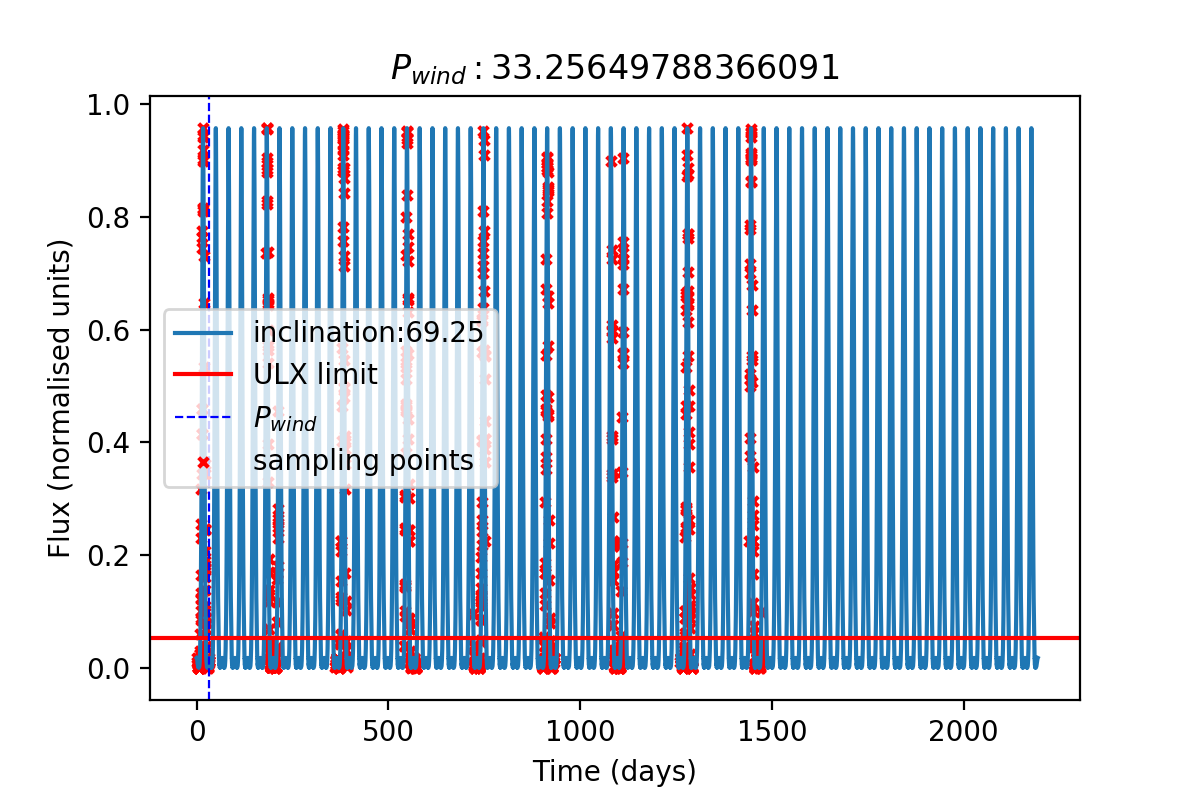 P_wind : 33.25649788366091
1.0
0.8
0.6
0.4
0.2
0.0
Flux (normalised units)
inclination:69.25
ULX limit
P_wind
sampling points
0
500
1000
1500
2000
Time (days)